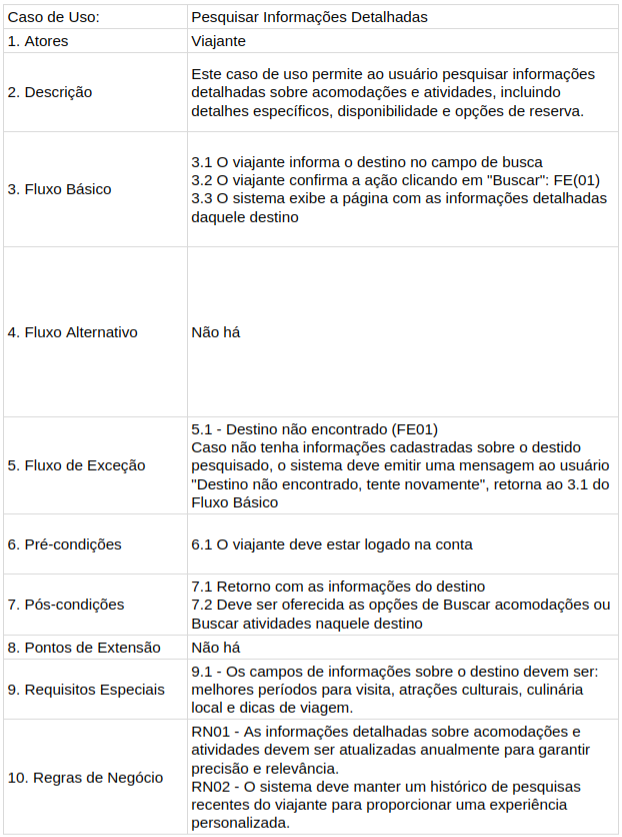 Caso de Uso: Pesquisar Informações Detalhadas
1. Atores Viajante
2. Descrição
Este caso de uso permite ao usuário pesquisar informações
detalhadas sobre acomodações e atividades, incluindo
detalhes específicos, disponibilidade e opções de reserva.
3. Fluxo Básico
3.1 O viajante informa o destino no campo de busca
3.2 O viajante confirma a ação clicando em "Buscar": FE(01)
3.3 O sistema exibe a página com as informações detalhadas
daquele destino
4. Fluxo Alternativo Não há
5. Fluxo de Exceção
5.1 - Destino não encontrado (FE01)
Caso não tenha informações cadastradas sobre o destido
pesquisado, o sistema deve emitir uma mensagem ao usuário
"Destino não encontrado, tente novamente", retorna ao 3.1 do
Fluxo Básico
6. Pré-condições 6.1 O viajante deve estar logado na conta
7. Pós-condições
7.1 Retorno com as informações do destino
7.2 Deve ser oferecida as opções de Buscar acomodações ou
Buscar atividades naquele destino
8. Pontos de Extensão Não há
9. Requisitos Especiais
9.1 - Os campos de informações sobre o destino devem ser:
melhores períodos para visita, atrações culturais, culinária
local e dicas de viagem.
10. Regras de Negócio
RN01 - As informações detalhadas sobre acomodações e
atividades devem ser atualizadas anualmente para garantir
precisão e relevância.
RN02 - O sistema deve manter um histórico de pesquisas
recentes do viajante para proporcionar uma experiência
personalizada.